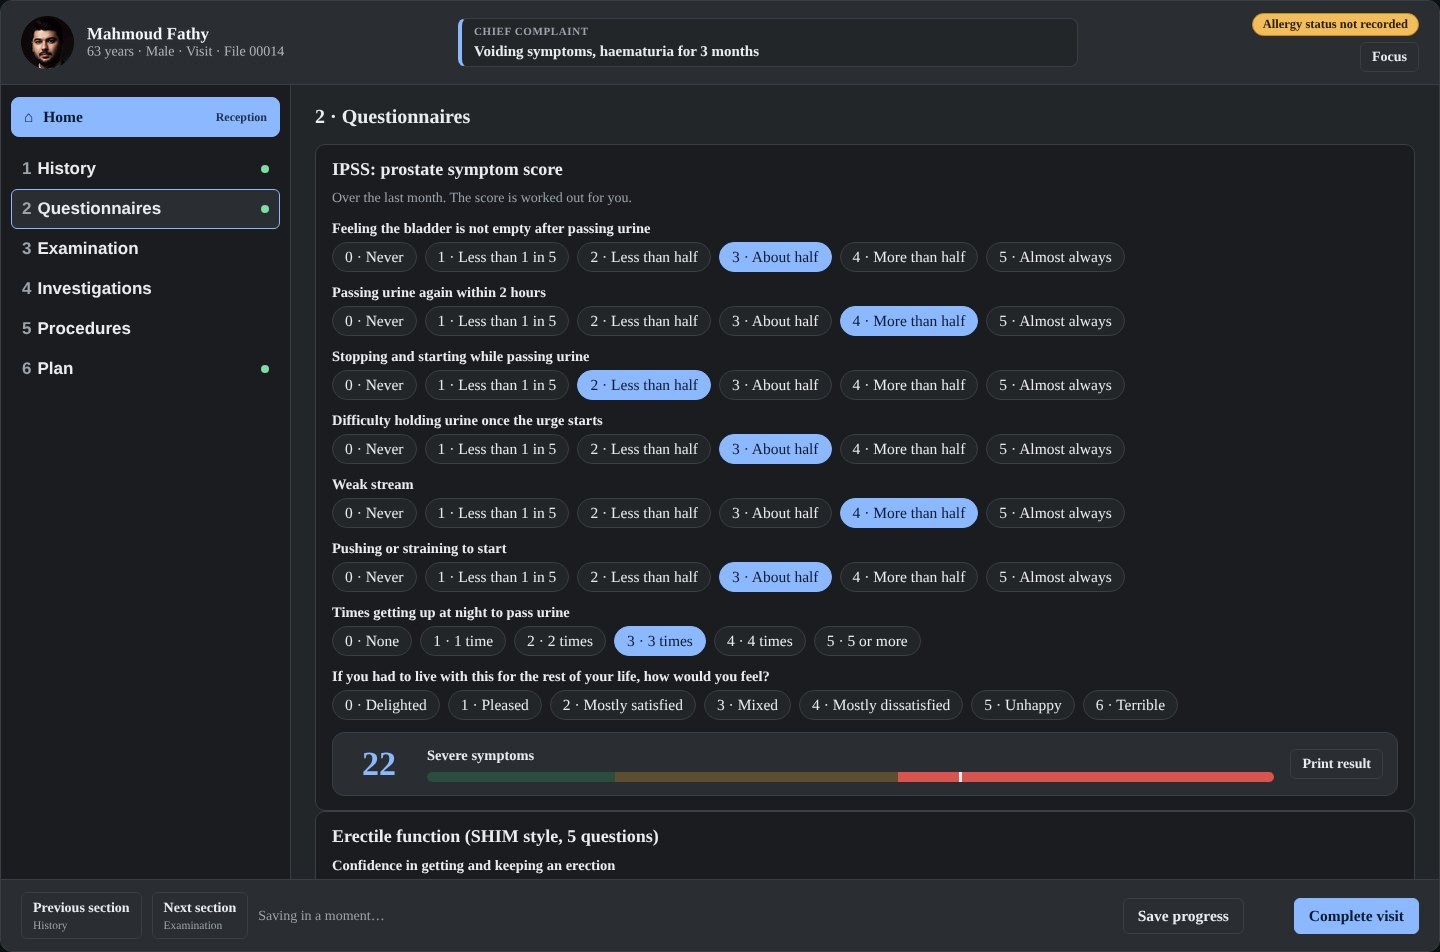 Mahmoud Fathy
63 years · Male · Visit · File 00014
CHIEF COMPLAINT
Voiding symptoms, haematuria for 3 months
Allergy status not recorded
Focus
Home Reception
1 History
2 Questionnaires
3 Examination
4 Investigations
5 Procedures
6 Plan
2 · Questionnaires
IPSS: prostate symptom score
Over the last month. The score is worked out for you.
Feeling the bladder is not empty after passing urine
0 · Never 1 · Less than 1 in 5 2 · Less than half 3 · About half 4 · More than half 5 · Almost always
Passing urine again within 2 hours
0 · Never 1 · Less than 1 in 5 2 · Less than half 3 · About half 4 · More than half 5 · Almost always
Stopping and starting while passing urine
0 · Never 1 · Less than 1 in 5 2 · Less than half 3 · About half 4 · More than half 5 · Almost always
Difficulty holding urine once the urge starts
0 · Never 1 · Less than 1 in 5 2 · Less than half 3 · About half 4 · More than half 5 · Almost always
Weak stream
0 · Never 1 · Less than 1 in 5 2 · Less than half 3 · About half 4 · More than half 5 · Almost always
Pushing or straining to start
0 · Never 1 · Less than 1 in 5 2 · Less than half 3 · About half 4 · More than half 5 · Almost always
Times getting up at night to pass urine
0 · None 1 · 1 time 2 · 2 times 3 · 3 times 4 · 4 times 5 · 5 or more
If you had to live with this for the rest of your life, how would you feel?
0 · Delighted 1 · Pleased 2 · Mostly satisfied 3 · Mixed 4 · Mostly dissatisfied 5 · Unhappy 6 · Terrible
22 Severe symptoms Print result
Erectile function (SHIM style, 5 questions)
Confidence in getting and keeping an erection
Previous section
History
Next section
Examination
Saving in a moment…
Save progress
Complete visit